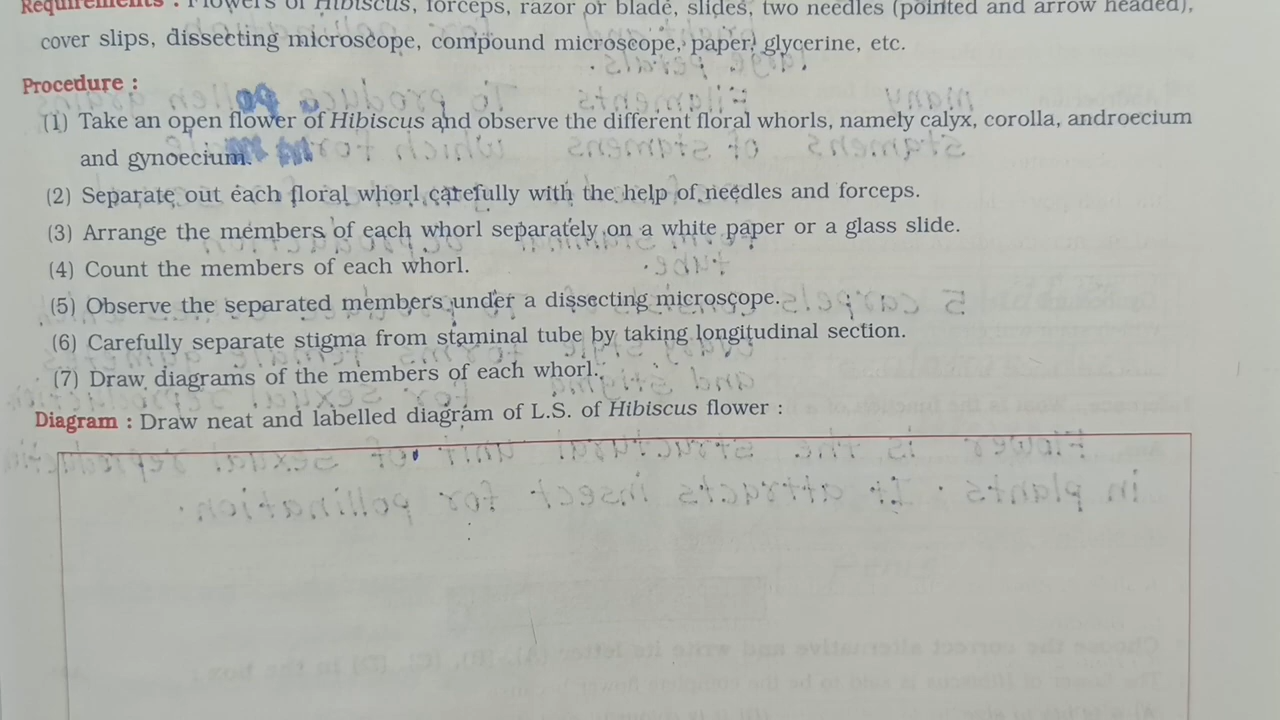 Requirements : Flowers of Hibiscus, forceps, razor or blade, slides, two needles (pointed and arrow headed),
cover slips, dissecting microscope, compound microscope, paper, glycerine, etc.
Procedure :
(1) Take an open flower of Hibiscus and observe the different floral whorls, namely calyx, corolla, androecium
and gynoecium.
(2) Separate out each floral whorl carefully with the help of needles and forceps.
(3) Arrange the members of each whorl separately on a white paper or a glass slide.
(4) Count the members of each whorl.
(5) Observe the separated members under a dissecting microscope.
(6) Carefully separate stigma from staminal tube by taking longitudinal section.
(7) Draw diagrams of the members of each whorl.
Diagram : Draw neat and labelled diagram of L.S. of Hibiscus flower :